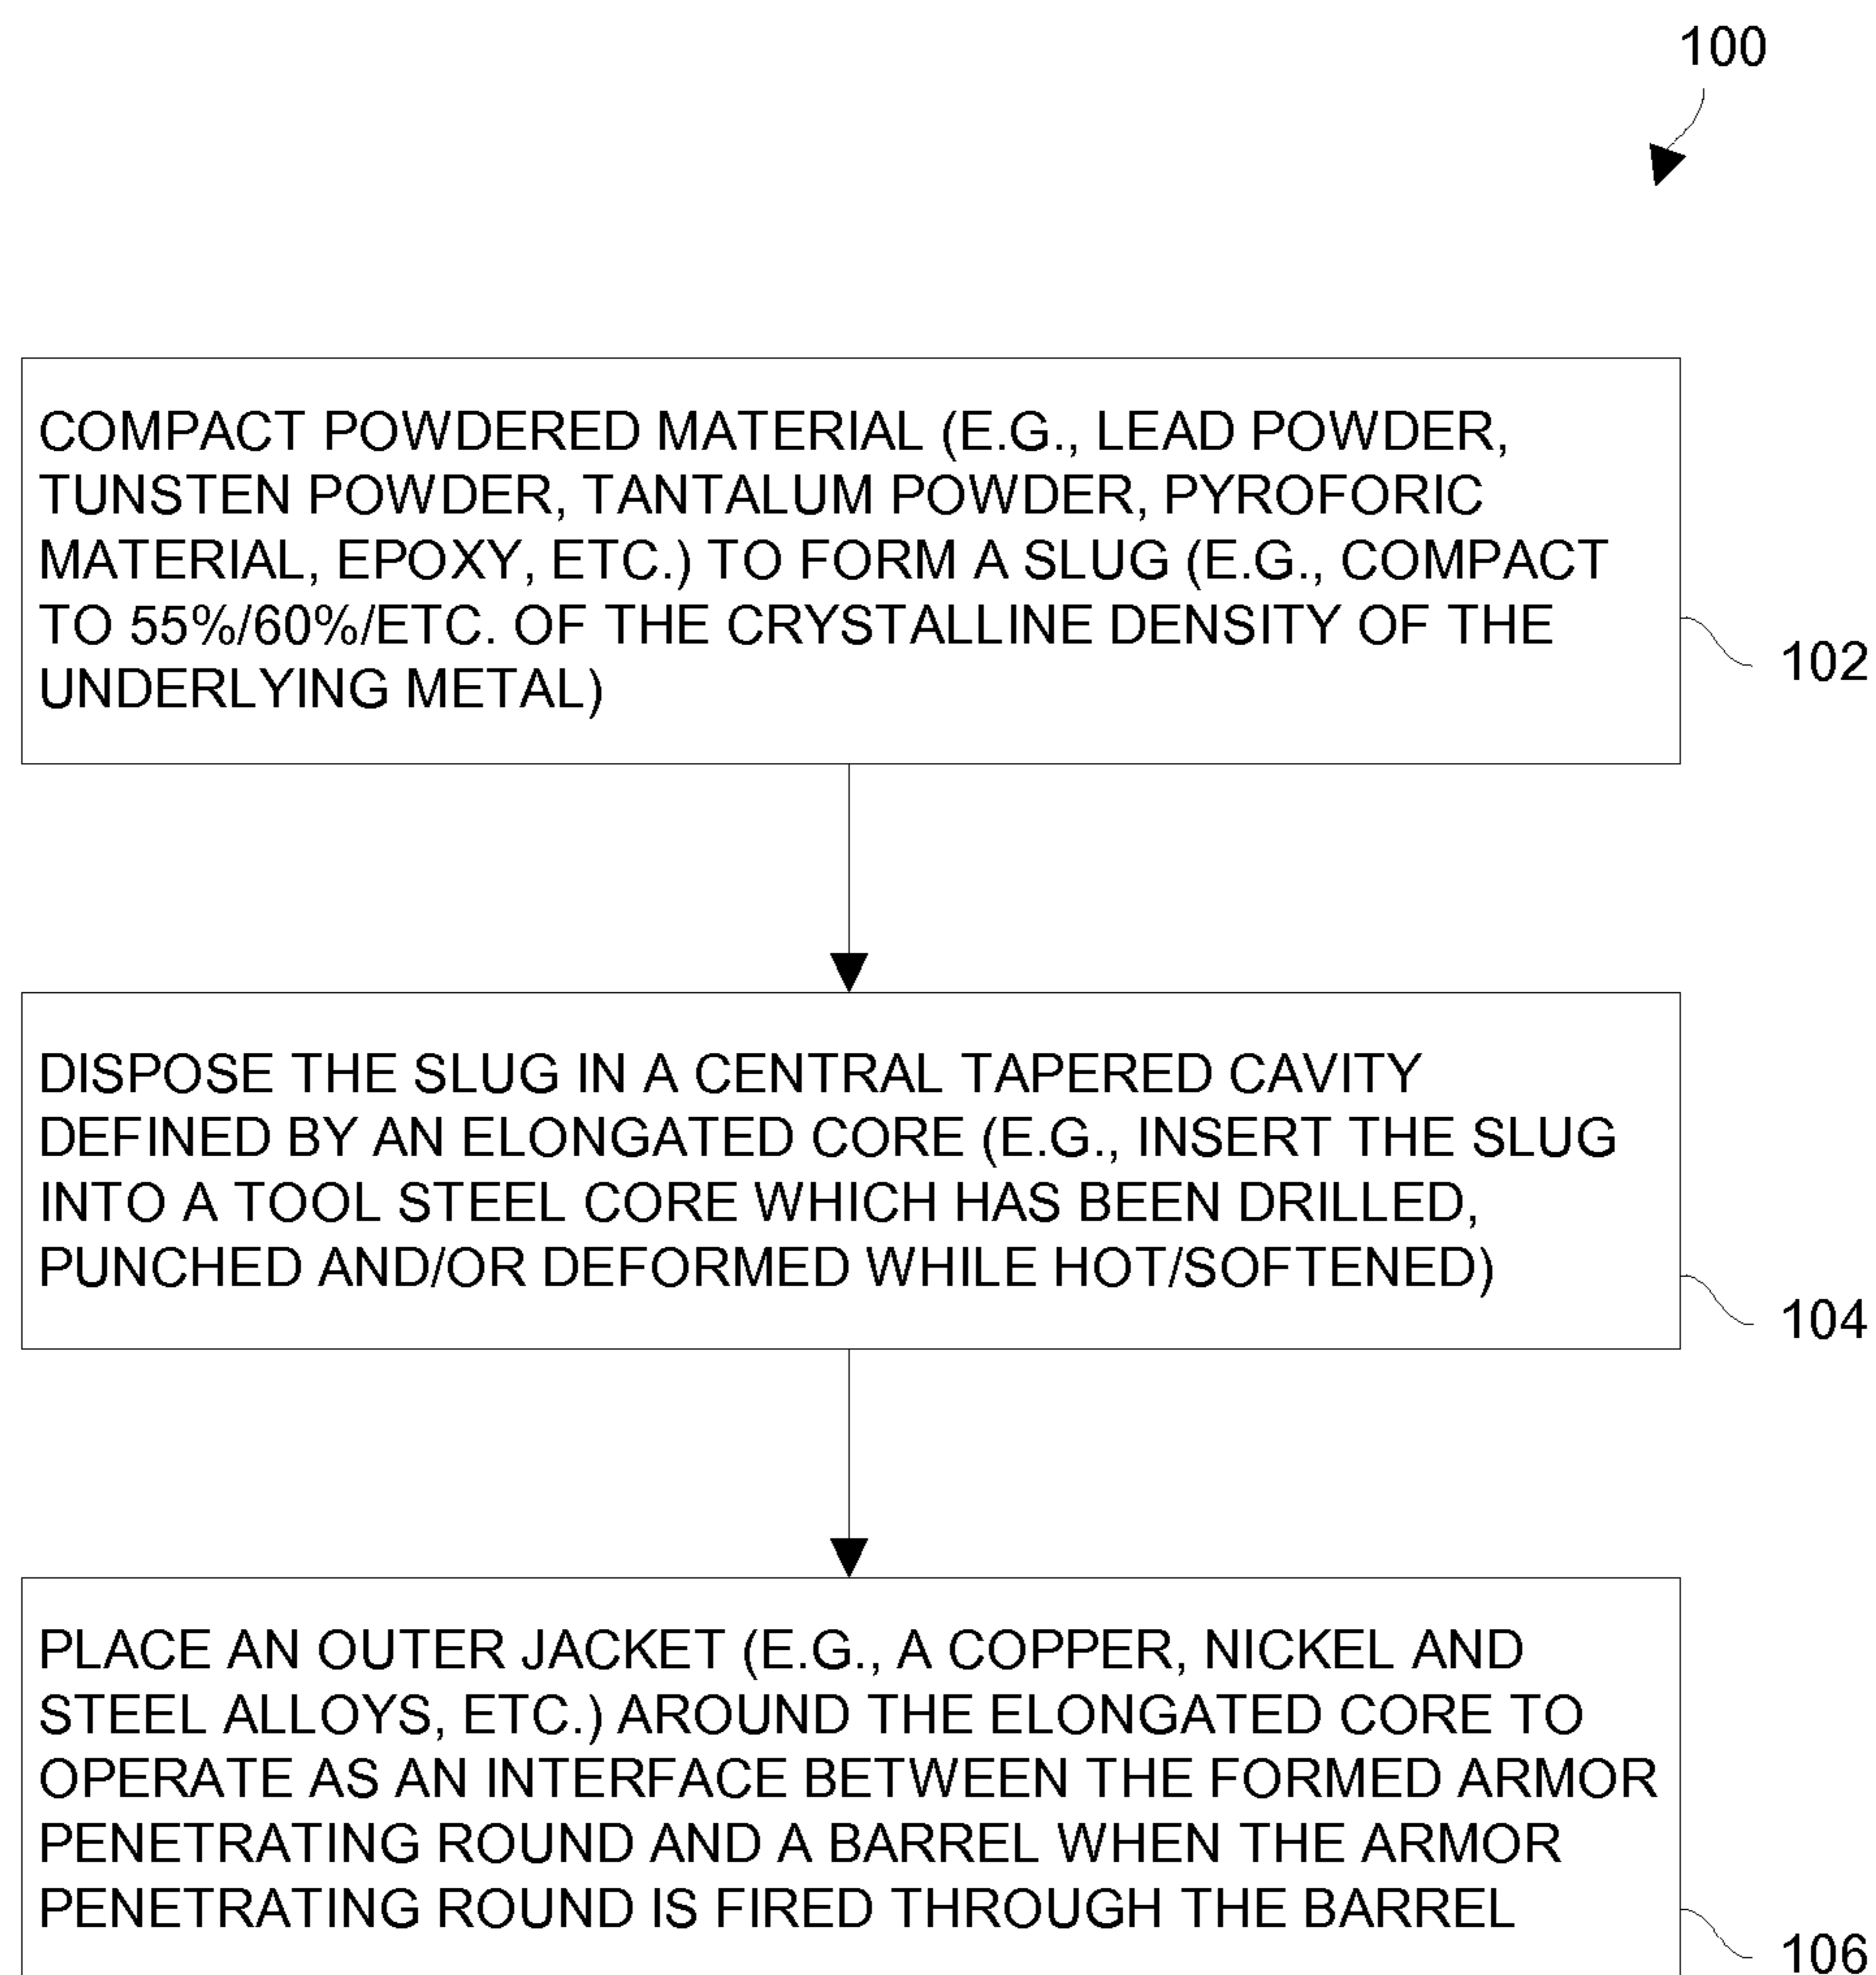 100
COMPACT POWDERED MATERIAL (E.G., LEAD POWDER,
TUNSTEN POWDER, TANTALUM POWDER, PYROFORIC
MATERIAL, EPOXY, ETC.) TO FORM A SLUG (E.G., COMPACT
TO 55%/60%/ETC. OF THE CRYSTALLINE DENSITY OF THE
UNDERLYING METAL)
102
DISPOSE THE SLUG IN A CENTRAL TAPERED CAVITY
DEFINED BY AN ELONGATED CORE (E.G., INSERT THE SLUG
INTO A TOOL STEEL CORE WHICH HAS BEEN DRILLED,
PUNCHED AND/OR DEFORMED WHILE HOT/SOFTENED)
104
PLACE AN OUTER JACKET (E.G., A COPPER, NICKEL AND
STEEL ALLOYS, ETC.) AROUND THE ELONGATED CORE TO
OPERATE AS AN INTERFACE BETWEEN THE FORMED ARMOR
PENETRATING ROUND AND A BARREL WHEN THE ARMOR
PENETRATING ROUND IS FIRED THROUGH THE BARREL
106